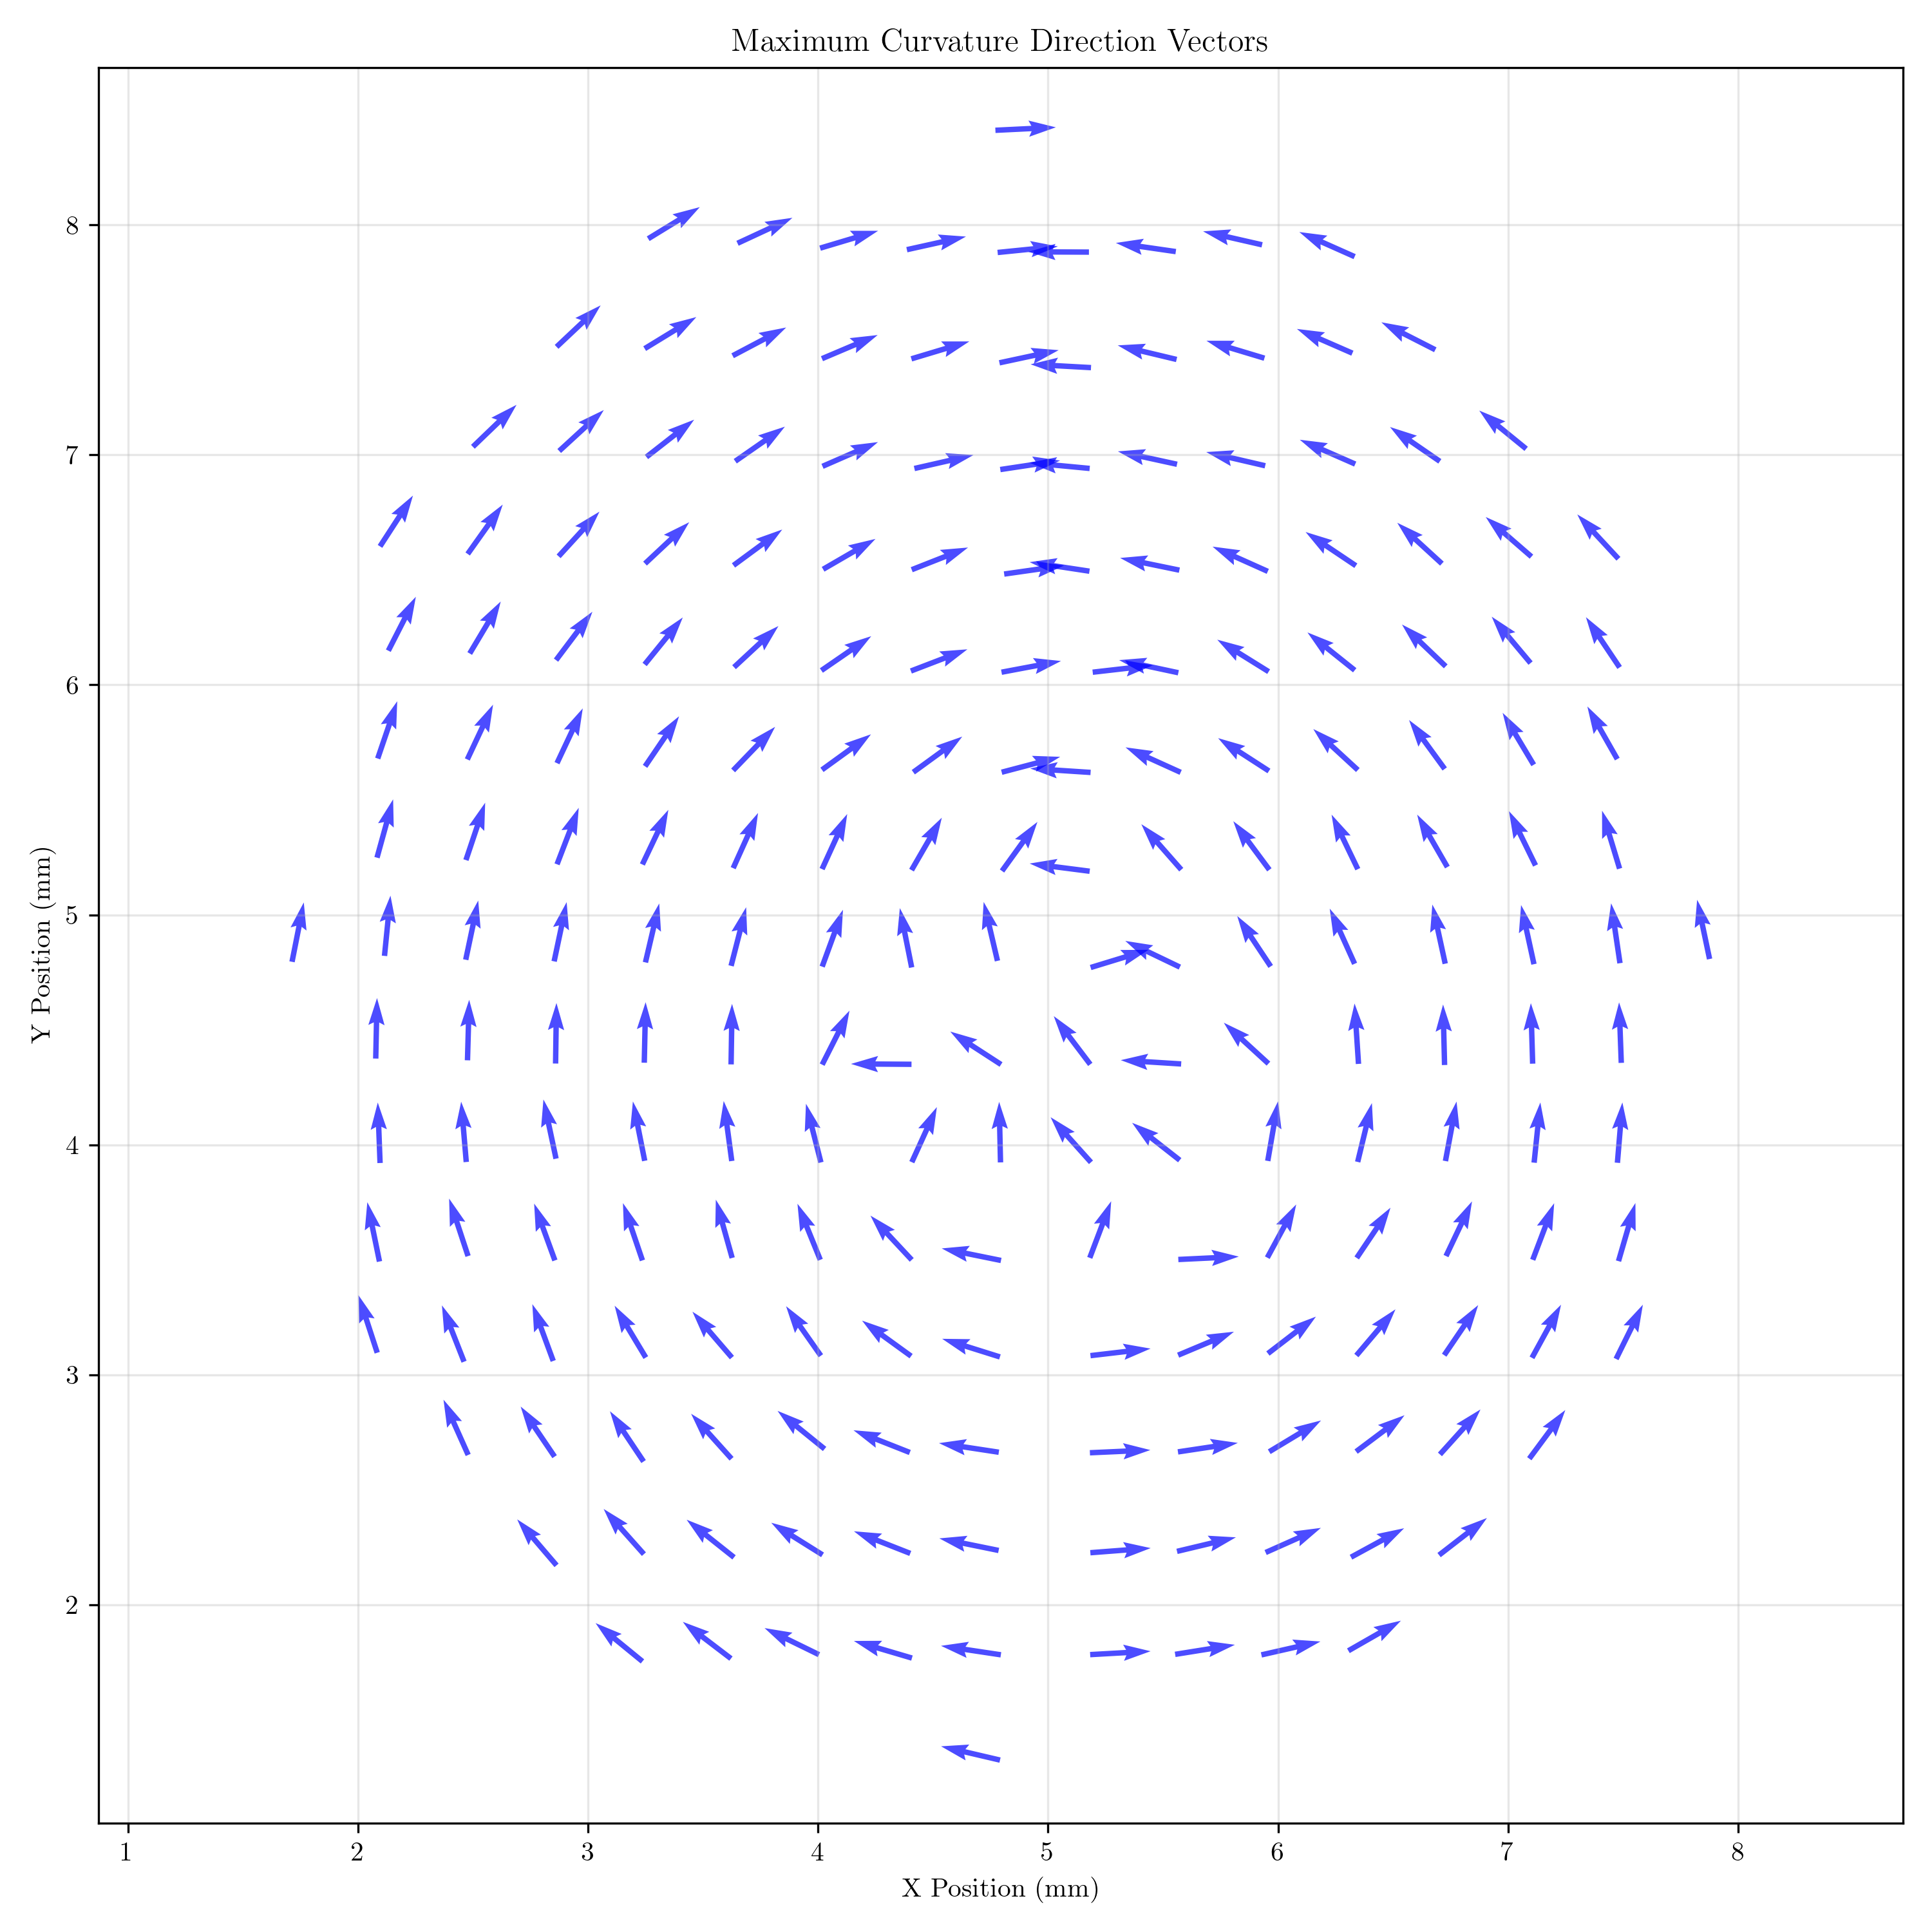 Maximum Curvature Direction Vectors
8
7
6
5
4
3
2
Y Position (mm)
1 2 3 4 5 6 7 8
X Position (mm)